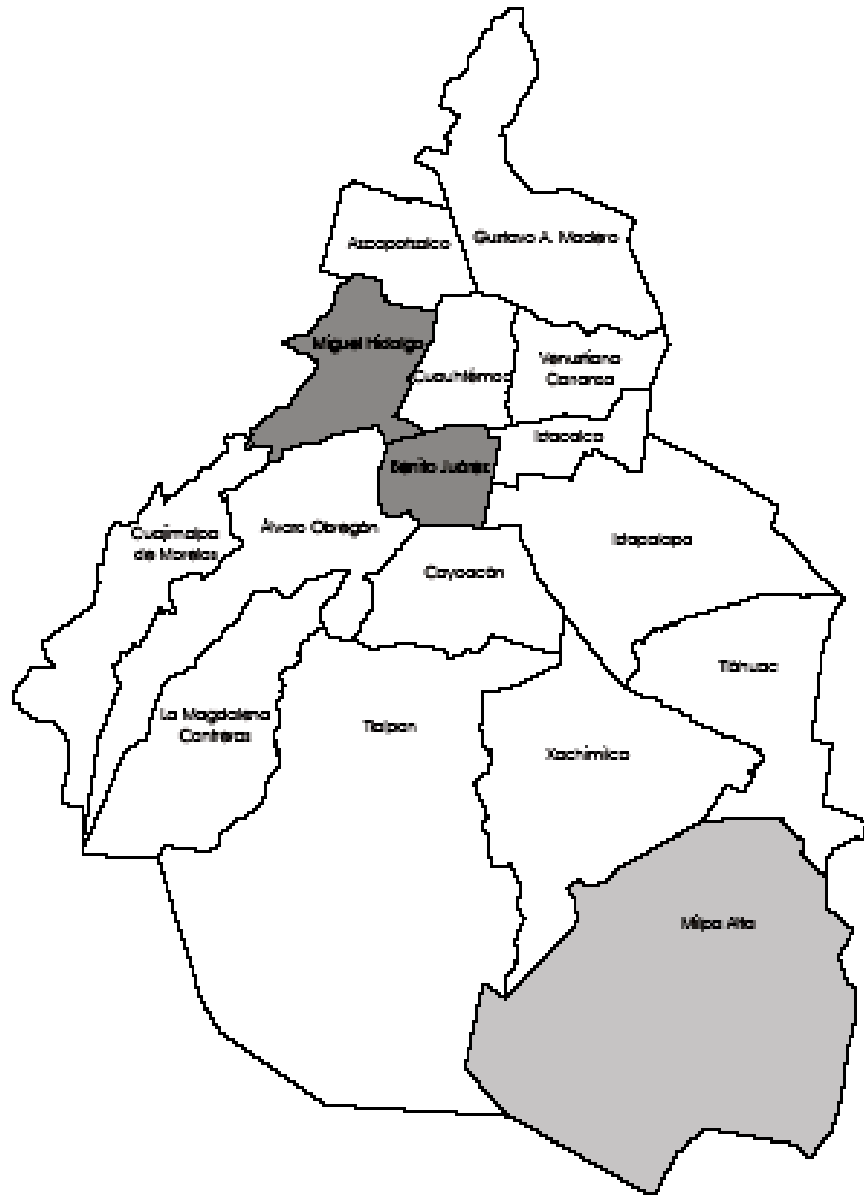 Azcapotzalco
Gustavo A. Madero
Miguel Hidalgo
Cuauhtémoc
Venustiano
Iztacalco
Benito Juárez
Cuajimalpa
de Morelos
Álvaro Obregón
Iztapalapa
Coyoacán
Tláhuac
La Magdalena
Contreras
Tlalpan
Xochimilco
Milpa Alta